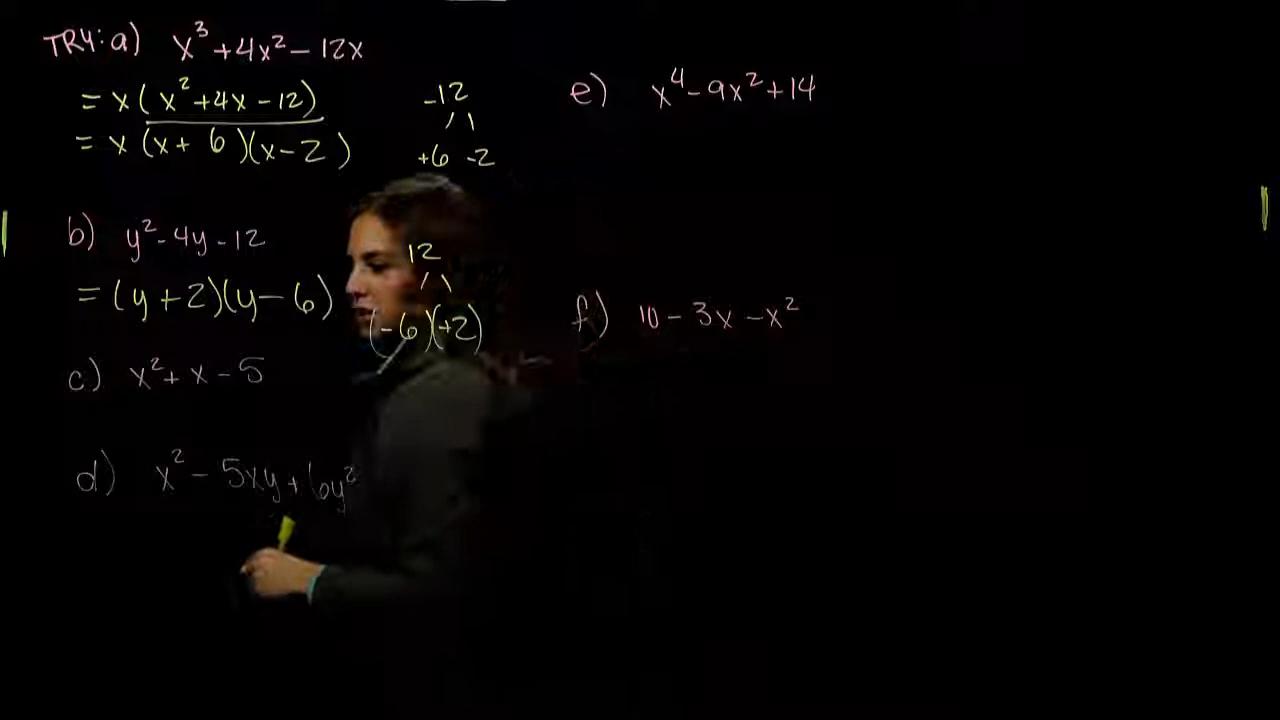 TRY: a) x³ + 4x² - 12x
= x(x² + 4x - 12)
-12
= x(x + 6)(x - 2)
+6 -2
b) y² - 4y - 12
12
= (y + 2)(y - 6)
(-6)(+2)
c) x² + x - 5
d) x² - 5xy + 6y²
e) x⁴ - 9x² + 14
f) 10 - 3x - x²